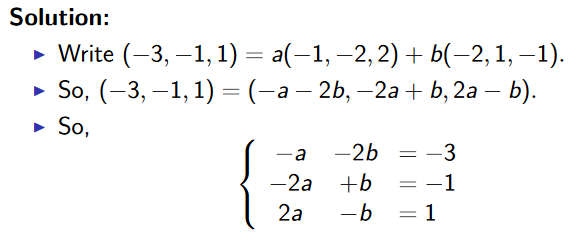 Solution:
▶ Write (−3, −1, 1) = a(−1, −2, 2) + b(−2, 1, −1).
▶ So, (−3, −1, 1) = (−a − 2b, −2a + b, 2a − b).
▶ So,
−a −2b = −3
−2a +b = −1
2a −b = 1